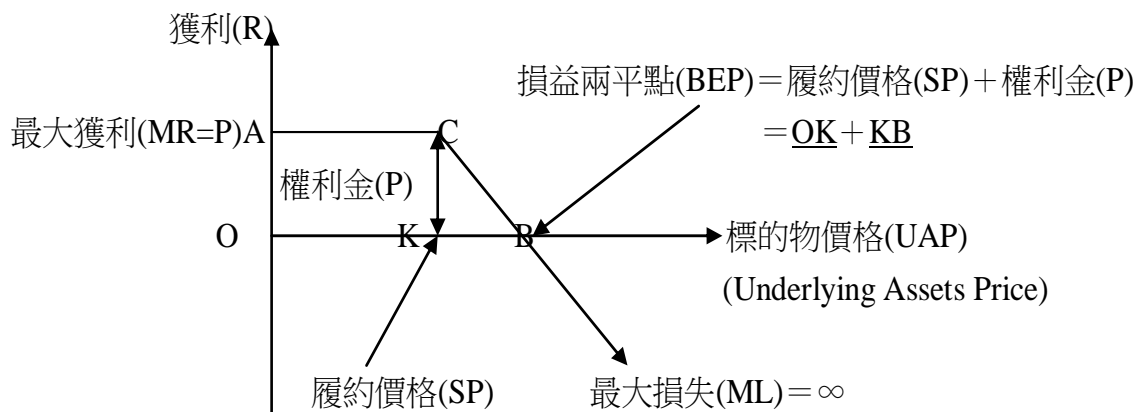 獲利(R)
損益兩平點(BEP)＝履約價格(SP)＋權利金(P)
最大獲利(MR=P)A
C
＝OK＋KB
權利金(P)
O
K
B
標的物價格(UAP)
(Underlying Assets Price)
履約價格(SP)
最大損失(ML)＝∞